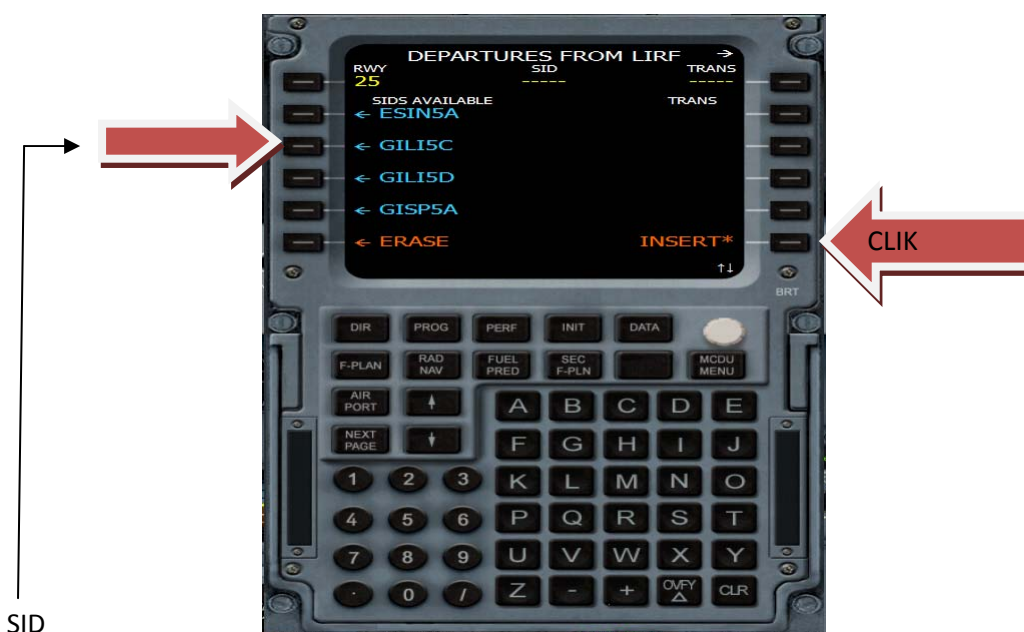 DEPARTURES FROM LIRF →
RWY SID TRANS
25 ----- -----
SIDS AVAILABLE TRANS
← ESIN5A
← GILI5C
← GILI5D
← GISP5A
← ERASE INSERT*
↑↓
CLIK
BRT
DIR PROG PERF INIT DATA
F-PLAN RAD NAV FUEL PRED SEC F-PLN MCDU MENU
AIR PORT
NEXT PAGE
A B C D E
F G H I J
1 2 3 K L M N O
4 5 6 P Q R S T
7 8 9 U V W X Y
. 0 / Z - + OVFY △ CLR
SID